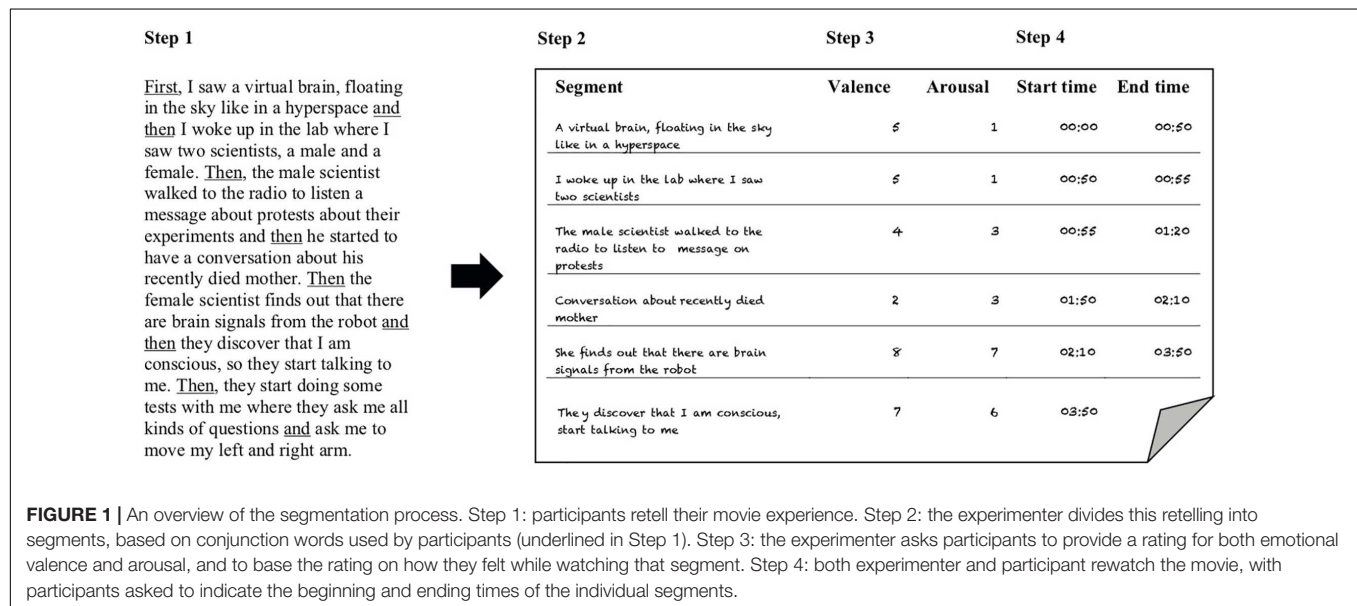 Step 1
First, I saw a virtual brain, floating
in the sky like in a hyperspace and
then I woke up in the lab where I
saw two scientists, a male and a
female. Then, the male scientist
walked to the radio to listen a
message about protests about their
experiments and then he started to
have a conversation about his
recently died mother. Then the
female scientist finds out that there
are brain signals from the robot and
then they discover that I am
conscious, so they start talking to
me. Then, they start doing some
tests with me where they ask me all
kinds of questions and ask me to
move my left and right arm.
Step 2 Step 3 Step 4
Segment Valence Arousal Start time End time
A virtual brain, floating in the sky 5 1 00:00 00:50
like in a hyperspace
I woke up in the lab where I saw 5 1 00:50 00:55
two scientists
The male scientist walked to the 4 3 00:55 01:20
radio to listen to message on
protests
Conversation about recently died 2 3 01:50 02:10
mother
She finds out that there are brain 8 7 02:10 03:50
signals from the robot
They discover that I am conscious, 7 6 03:50
start talking to me
FIGURE 1 | An overview of the segmentation process. Step 1: participants retell their movie experience. Step 2: the experimenter divides this retelling into
segments, based on conjunction words used by participants (underlined in Step 1). Step 3: the experimenter asks participants to provide a rating for both emotional
valence and arousal, and to base the rating on how they felt while watching that segment. Step 4: both experimenter and participant rewatch the movie, with
participants asked to indicate the beginning and ending times of the individual segments.